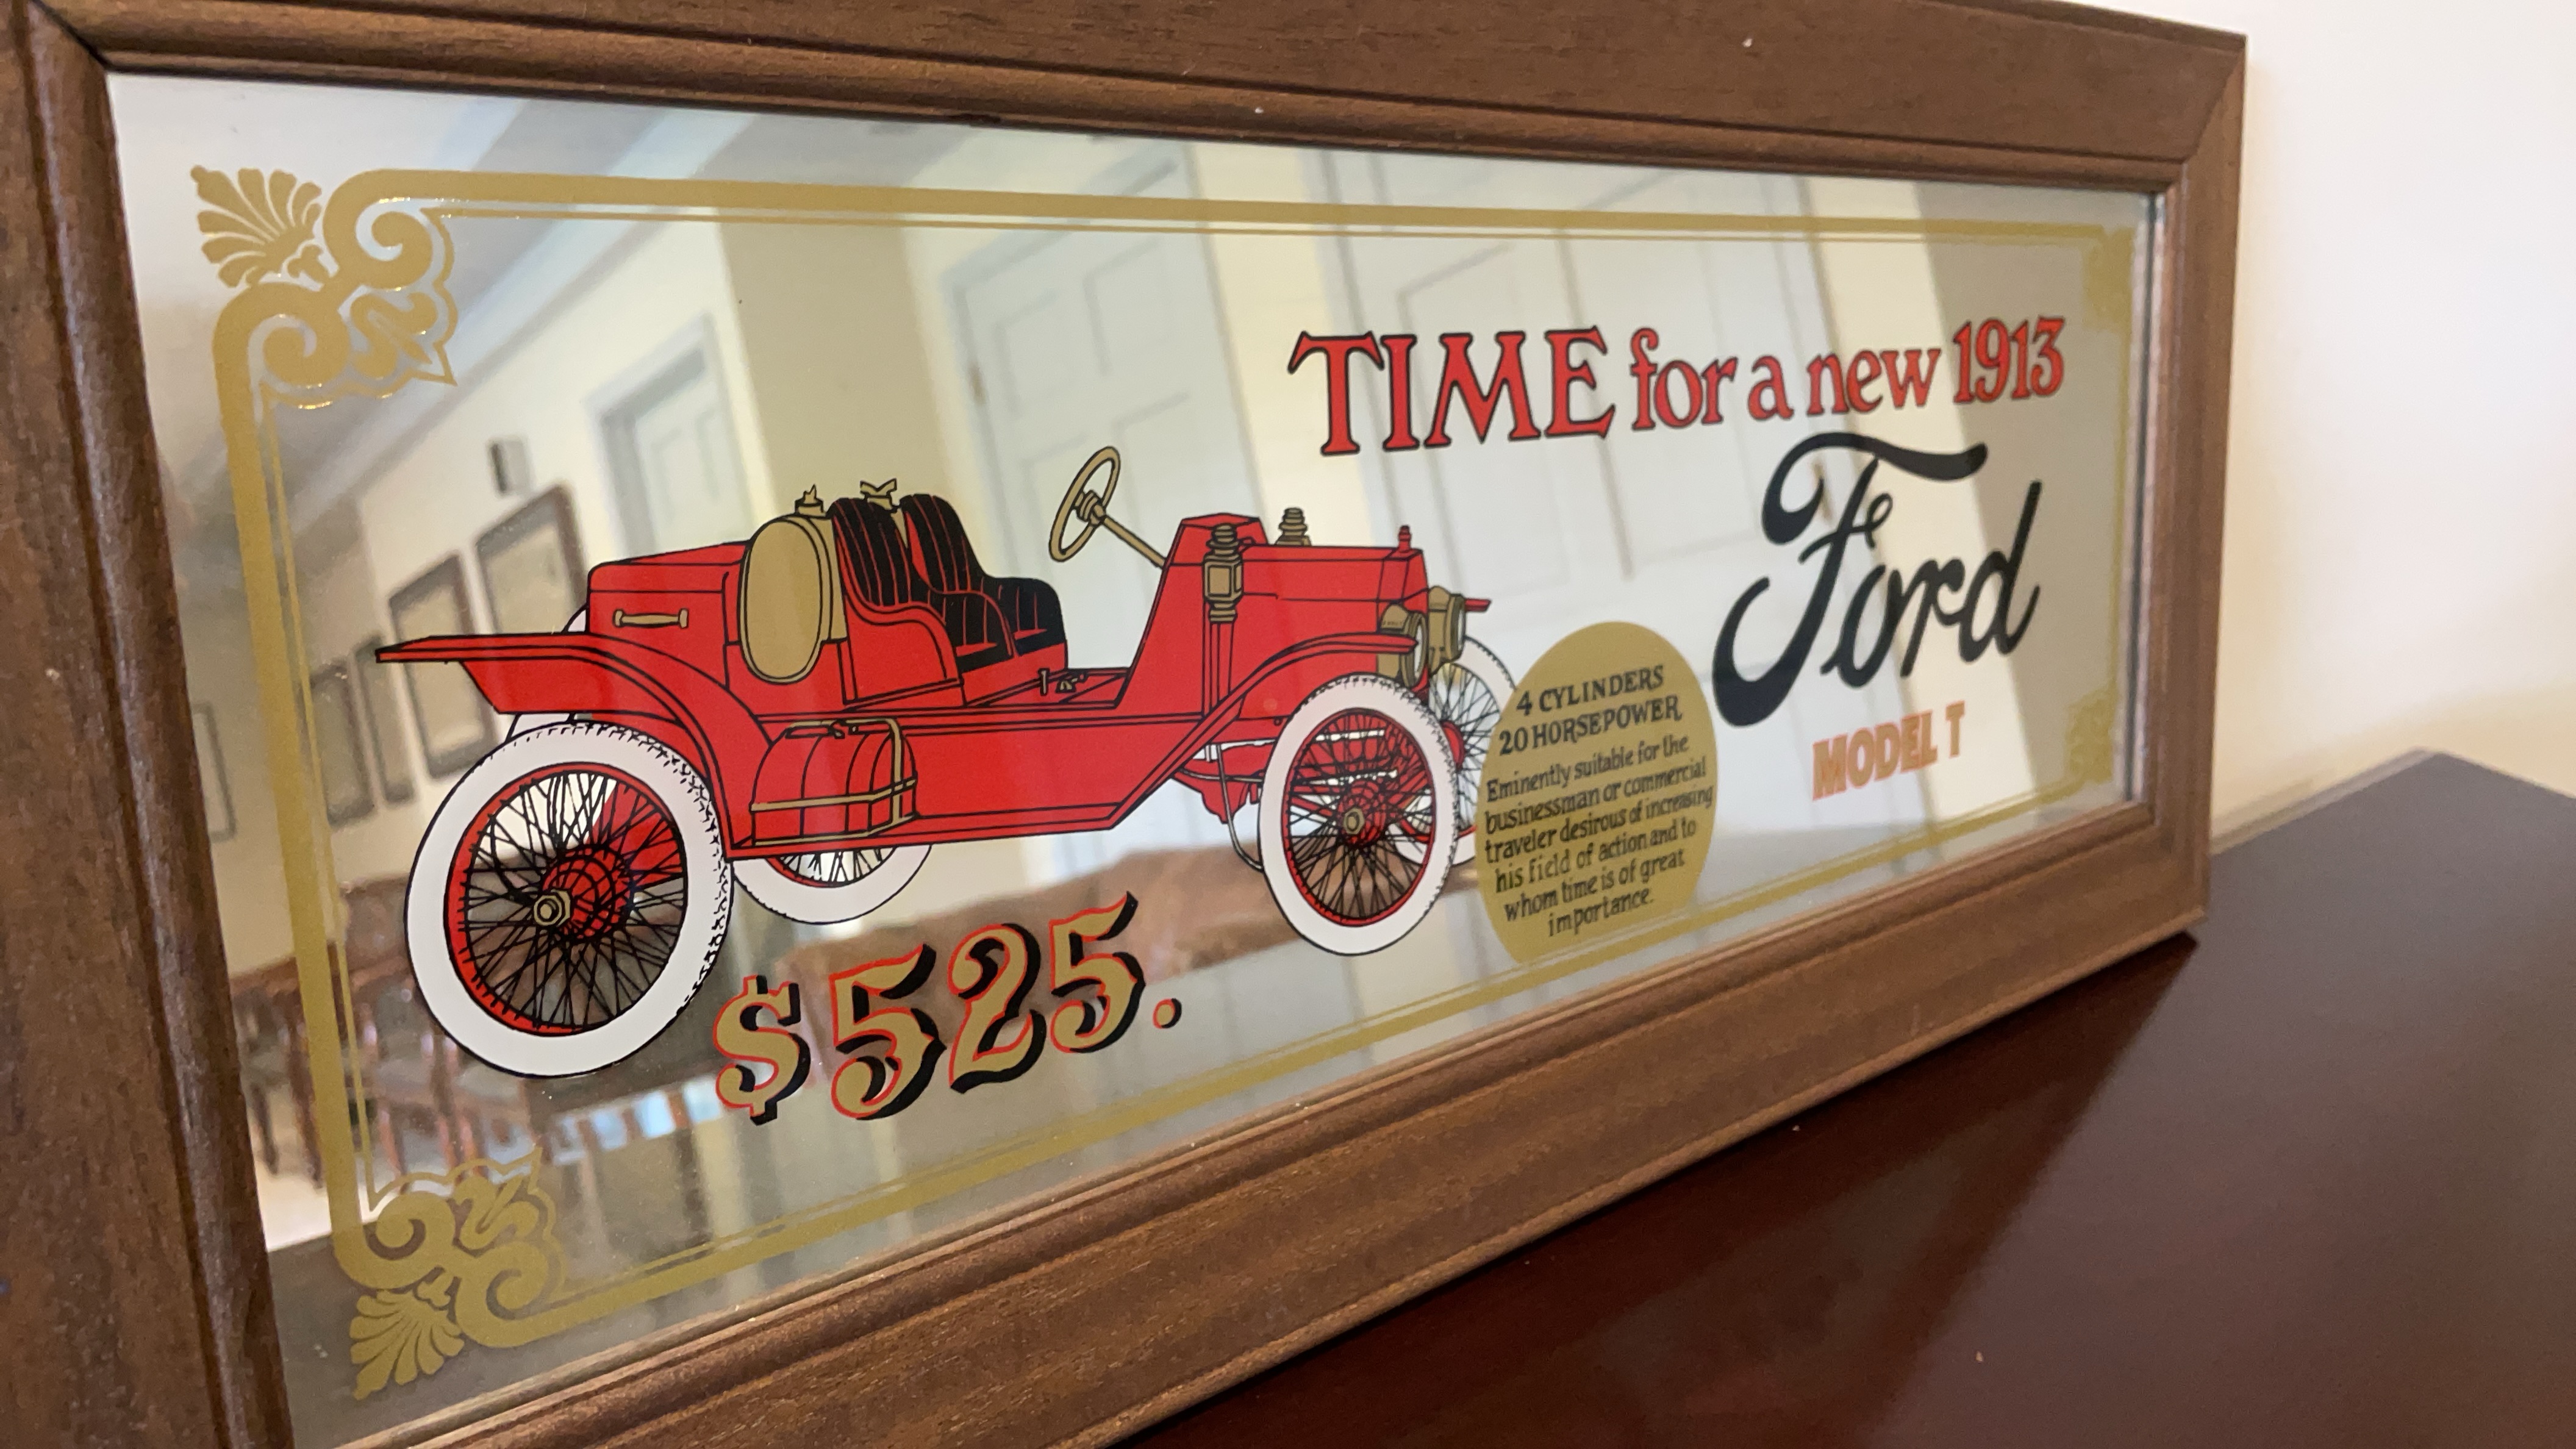 TIME for a new 1913
Ford
MODEL T
4 CYLINDERS
20 HORSEPOWER
Eminently suitable for the
businessman or commercial
traveler desirous of increasing
his field of action and to
whom time is of great
importance.
$525.